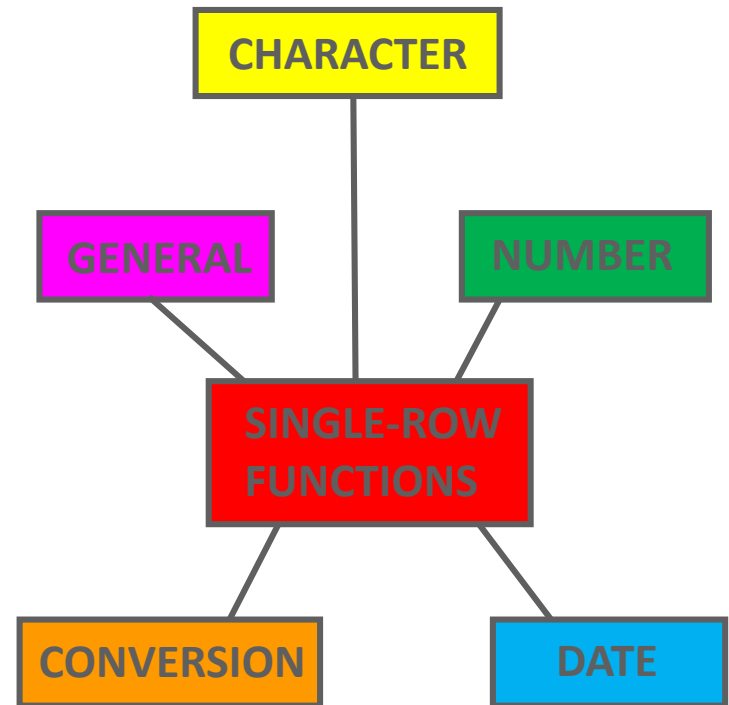 CHARACTER
GENERAL
NUMBER
SINGLE-ROW
FUNCTIONS
CONVERSION
DATE